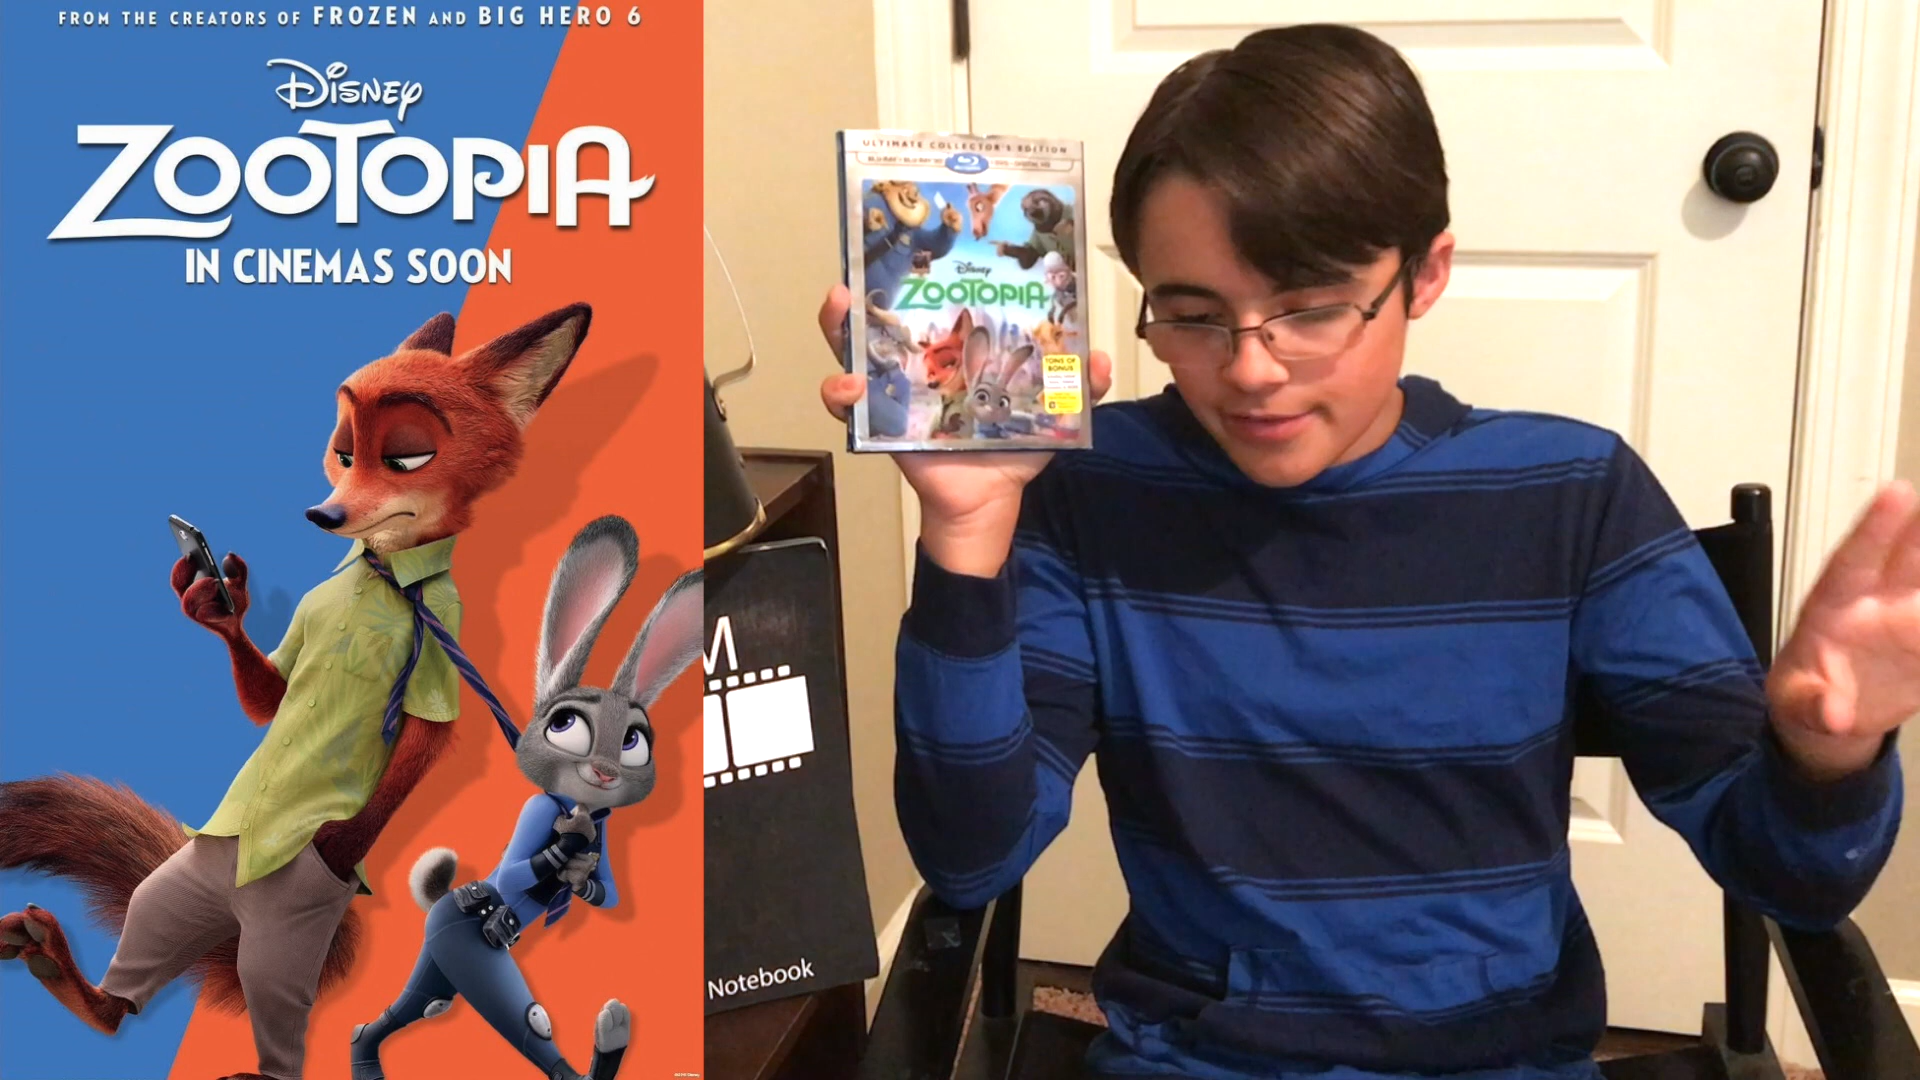 FROM THE CREATORS OF FROZEN AND BIG HERO 6
DISNEY
ZOOTOPIA
IN CINEMAS SOON
ULTIMATE COLLECTOR'S EDITION
DISNEY
ZOOTOPIA
TONS OF
BONUS
M
Notebook